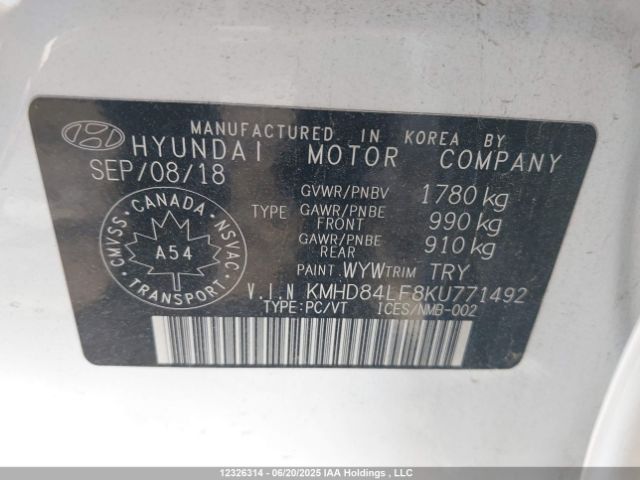 MANUFACTURED IN KOREA BY
HYUNDAI MOTOR COMPANY
SEP/08/18
GVWR/PNBV 1780 kg
TYPE GAWR/PNBE FRONT 990 kg
GAWR/PNBE REAR 910 kg
PAINT WYW TRIM TRY
V.I.N KMHD84LF8KU771492
TYPE:PC/VT ICES/NMB-002
CANADA
CMVSS NSVAC
A54
TRANSPORT
12326314 - 06/20/2025 IAA Holdings , LLC